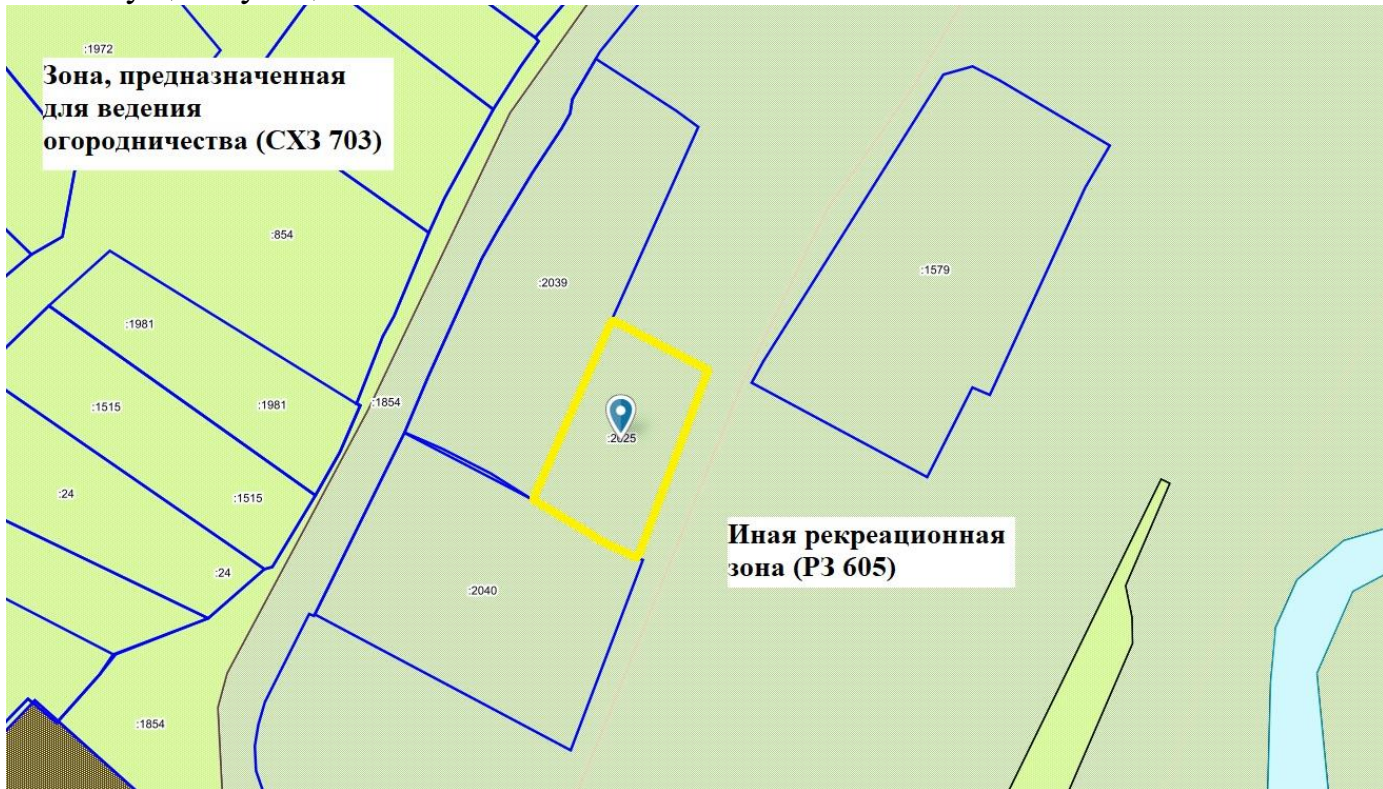 :1972
Зона, предназначенная
для ведения
огородничества (СХЗ 703)
:854
:2039
:1579
:1981
:1854
:1515
:1981
:2025
:24
:1515
Иная рекреационная
зона (РЗ 605)
:24
:2040
:1854